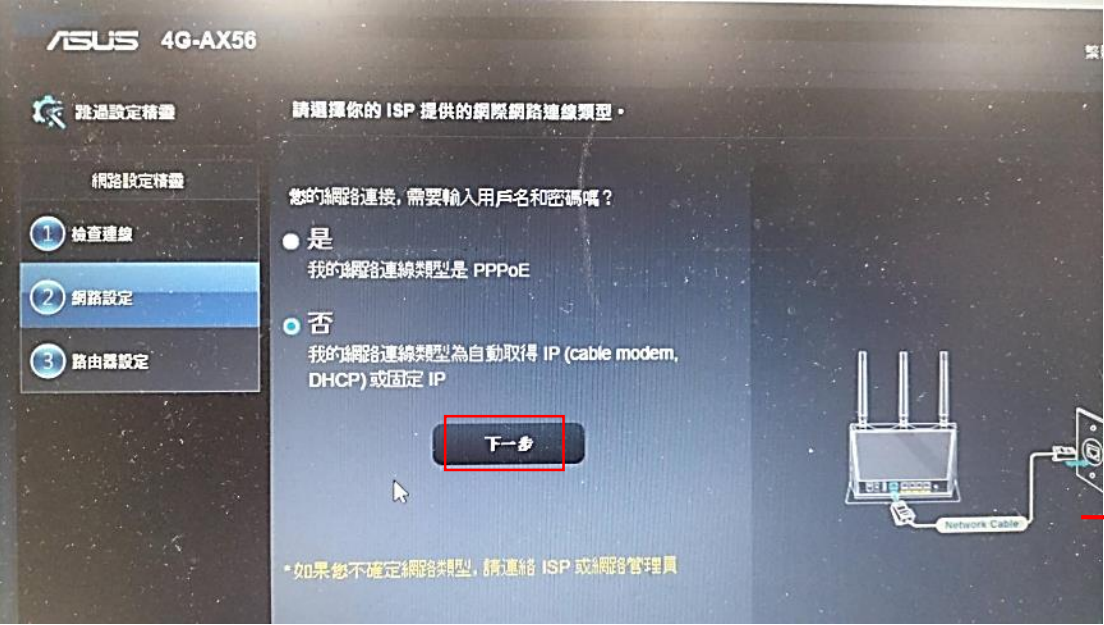 ASUS 4G-AX56
繁
跳過設定精靈
請選擇你的 ISP 提供的網際網路連線類型。
網路設定精靈
您的網路連接, 需要輸入用戶名和密碼嗎?
1 檢查連線
是
我的網路連線類型是 PPPoE
2 網路設定
否
我的網路連線類型為自動取得 IP (cable modem,
DHCP) 或固定 IP
3 路由器設定
下一步
Network Cable
*如果您不確定網路類型, 請連絡 ISP 或網路管理員